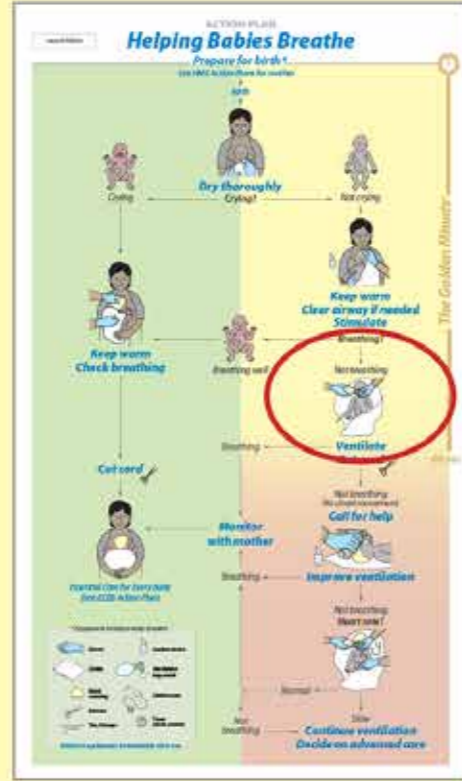 ACTION PLAN
Helping Babies Breathe
Prepare for birth*
Birth
Dry thoroughly
Crying
Crying?
Not crying
The Golden Minute
Keep warm
Clear airway if needed
Stimulate
Keep warm
Check breathing
Breathing?
Breathing well
Not breathing
Breathing
Ventilate
Cut cord
Not breathing
Call for help
Monitor
with mother
Breathing
Improve ventilation
Not breathing
Heart rate?
Normal
Slow
Not
breathing
Continue ventilation
Decide on advanced care